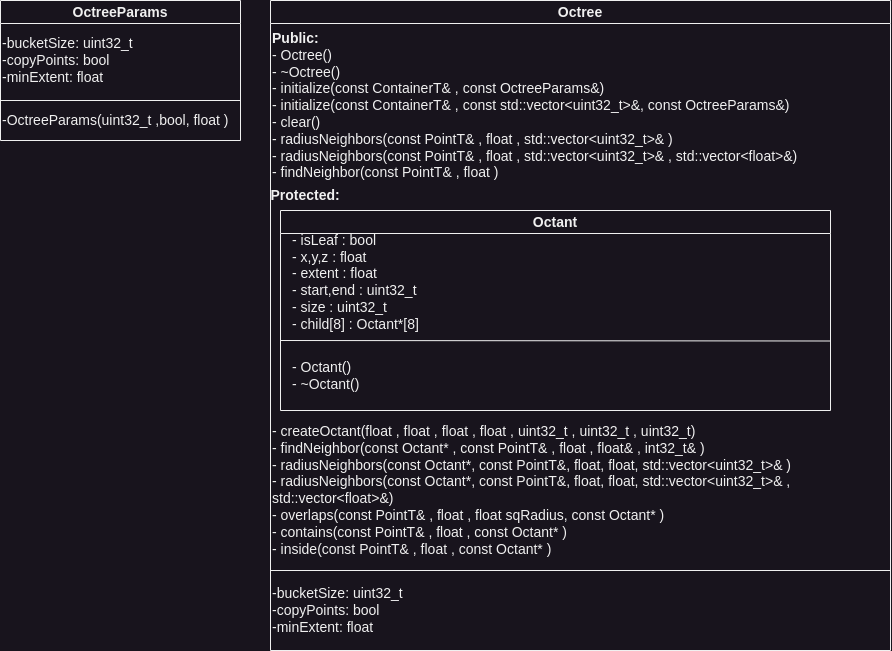 OctreeParams
-bucketSize: uint32_t
-copyPoints: bool
-minExtent: float
-OctreeParams(uint32_t ,bool, float )
Octree
Public:
- Octree()
- ~Octree()
- initialize(const ContainerT& , const OctreeParams&)
- initialize(const ContainerT& , const std::vector<uint32_t>&, const OctreeParams&)
- clear()
- radiusNeighbors(const PointT& , float , std::vector<uint32_t>& )
- radiusNeighbors(const PointT& , float , std::vector<uint32_t>& , std::vector<float>&)
- findNeighbor(const PointT& , float )
Protected:
Octant
- isLeaf : bool
- x,y,z : float
- extent : float
- start,end : uint32_t
- size : uint32_t
- child[8] : Octant*[8]
- Octant()
- ~Octant()
- createOctant(float , float , float , float , uint32_t , uint32_t , uint32_t)
- findNeighbor(const Octant* , const PointT& , float , float& , int32_t& )
- radiusNeighbors(const Octant*, const PointT&, float, float, std::vector<uint32_t>& )
- radiusNeighbors(const Octant*, const PointT&, float, float, std::vector<uint32_t>& ,
std::vector<float>&)
- overlaps(const PointT& , float , float sqRadius, const Octant* )
- contains(const PointT& , float , const Octant* )
- inside(const PointT& , float , const Octant* )
-bucketSize: uint32_t
-copyPoints: bool
-minExtent: float